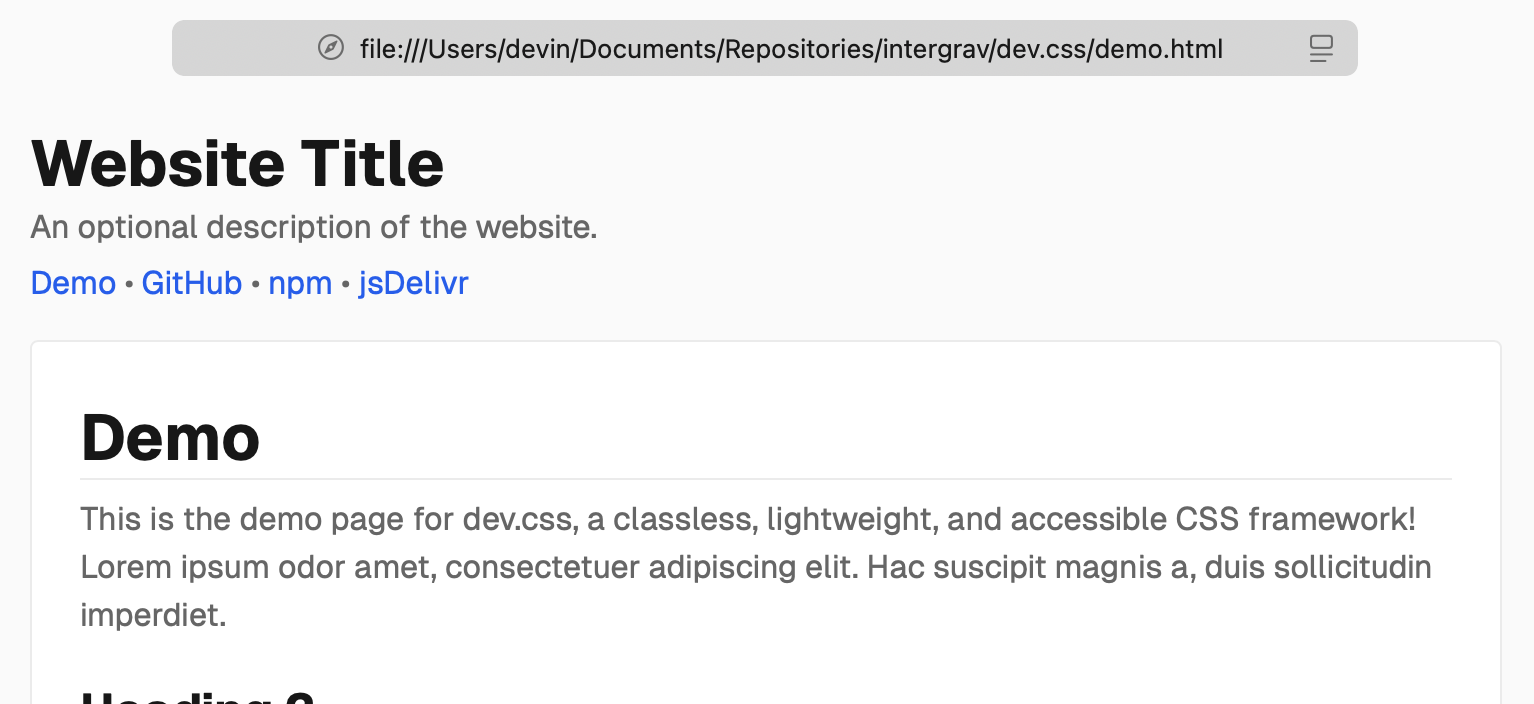 file:///Users/devin/Documents/Repositories/intergrav/dev.css/demo.html
Website Title
An optional description of the website.
Demo • GitHub • npm • jsDelivr
Demo
This is the demo page for dev.css, a classless, lightweight, and accessible CSS framework!
Lorem ipsum odor amet, consectetuer adipiscing elit. Hac suscipit magnis a, duis sollicitudin
imperdiet.
Heading 2